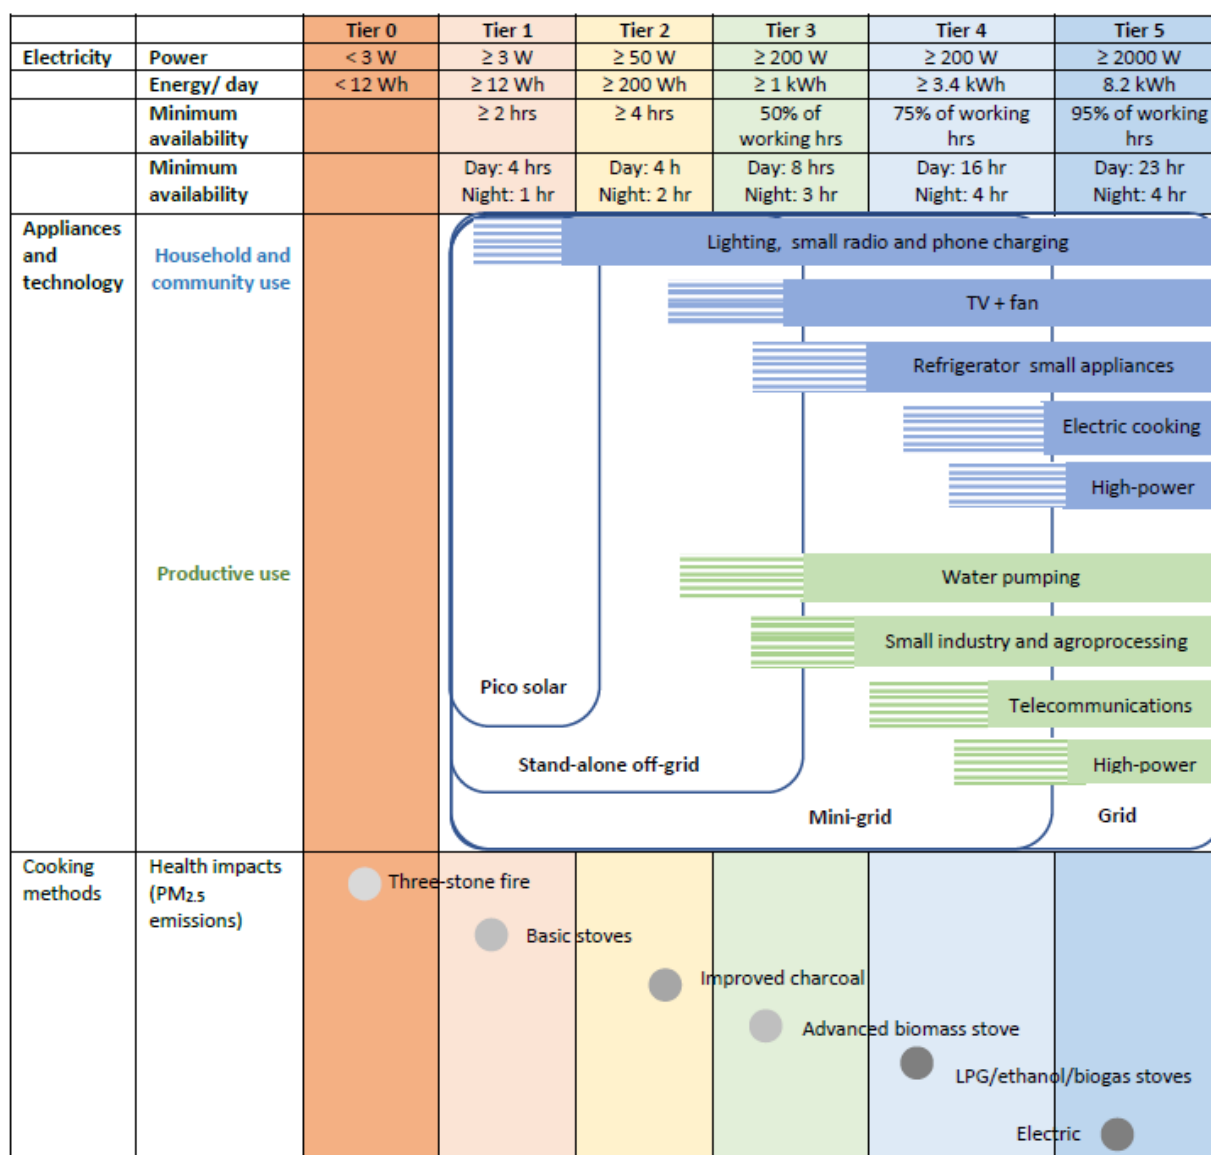 Tier 0 Tier 1 Tier 2 Tier 3 Tier 4 Tier 5
Electricity Power < 3 W ≥ 3 W ≥ 50 W ≥ 200 W ≥ 200 W ≥ 2000 W
Energy/ day < 12 Wh ≥ 12 Wh ≥ 200 Wh ≥ 1 kWh ≥ 3.4 kWh 8.2 kWh
Minimum ≥ 2 hrs ≥ 4 hrs 50% of 75% of working 95% of working
availability working hrs hrs hrs
Minimum Day: 4 hrs Day: 4 h Day: 8 hrs Day: 16 hr Day: 23 hr
availability Night: 1 hr Night: 2 hr Night: 3 hr Night: 4 hr Night: 4 hr
Appliances
and
technology
Household and
community use
Lighting, small radio and phone charging
TV + fan
Refrigerator small appliances
Electric cooking
High-power
Productive use
Water pumping
Small industry and agroprocessing
Telecommunications
High-power
Pico solar
Stand-alone off-grid
Mini-grid
Grid
Cooking
methods
Health impacts
(PM₂.₅
emissions)
Three-stone fire
Basic stoves
Improved charcoal
Advanced biomass stove
LPG/ethanol/biogas stoves
Electric